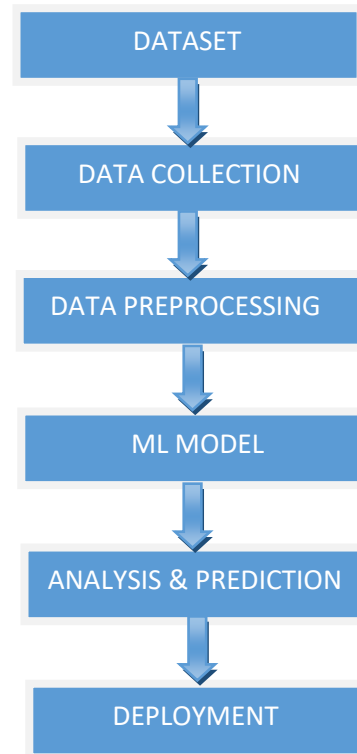 DATASET
DATA COLLECTION
DATA PREPROCESSING
ML MODEL
ANALYSIS & PREDICTION
DEPLOYMENT